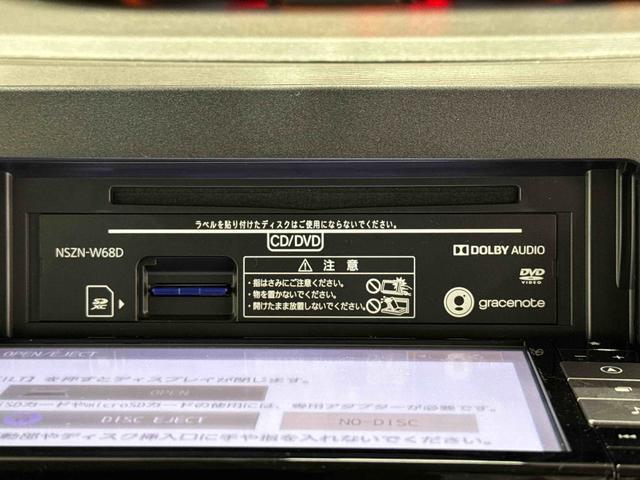 ラベルを貼り付けたディスクはご使用にならないでください。
CD/DVD
NSZN-W68D
SD
XC
注意
・指はさみにご注意ください。
・物を置かないでください。
・開けたまま放置しないでください。
DOLBY AUDIO
DVD
VIDEO
gracenote
OPEN/EJECT
TILT】を押すとディスプレイが閉じます。
OPEN
SDカードやmicroSDカードの使用には、専用アダプターが必要です。
DISC EJECT
NO-DISC
動部やディスク挿入口に手や指を入れないでください。